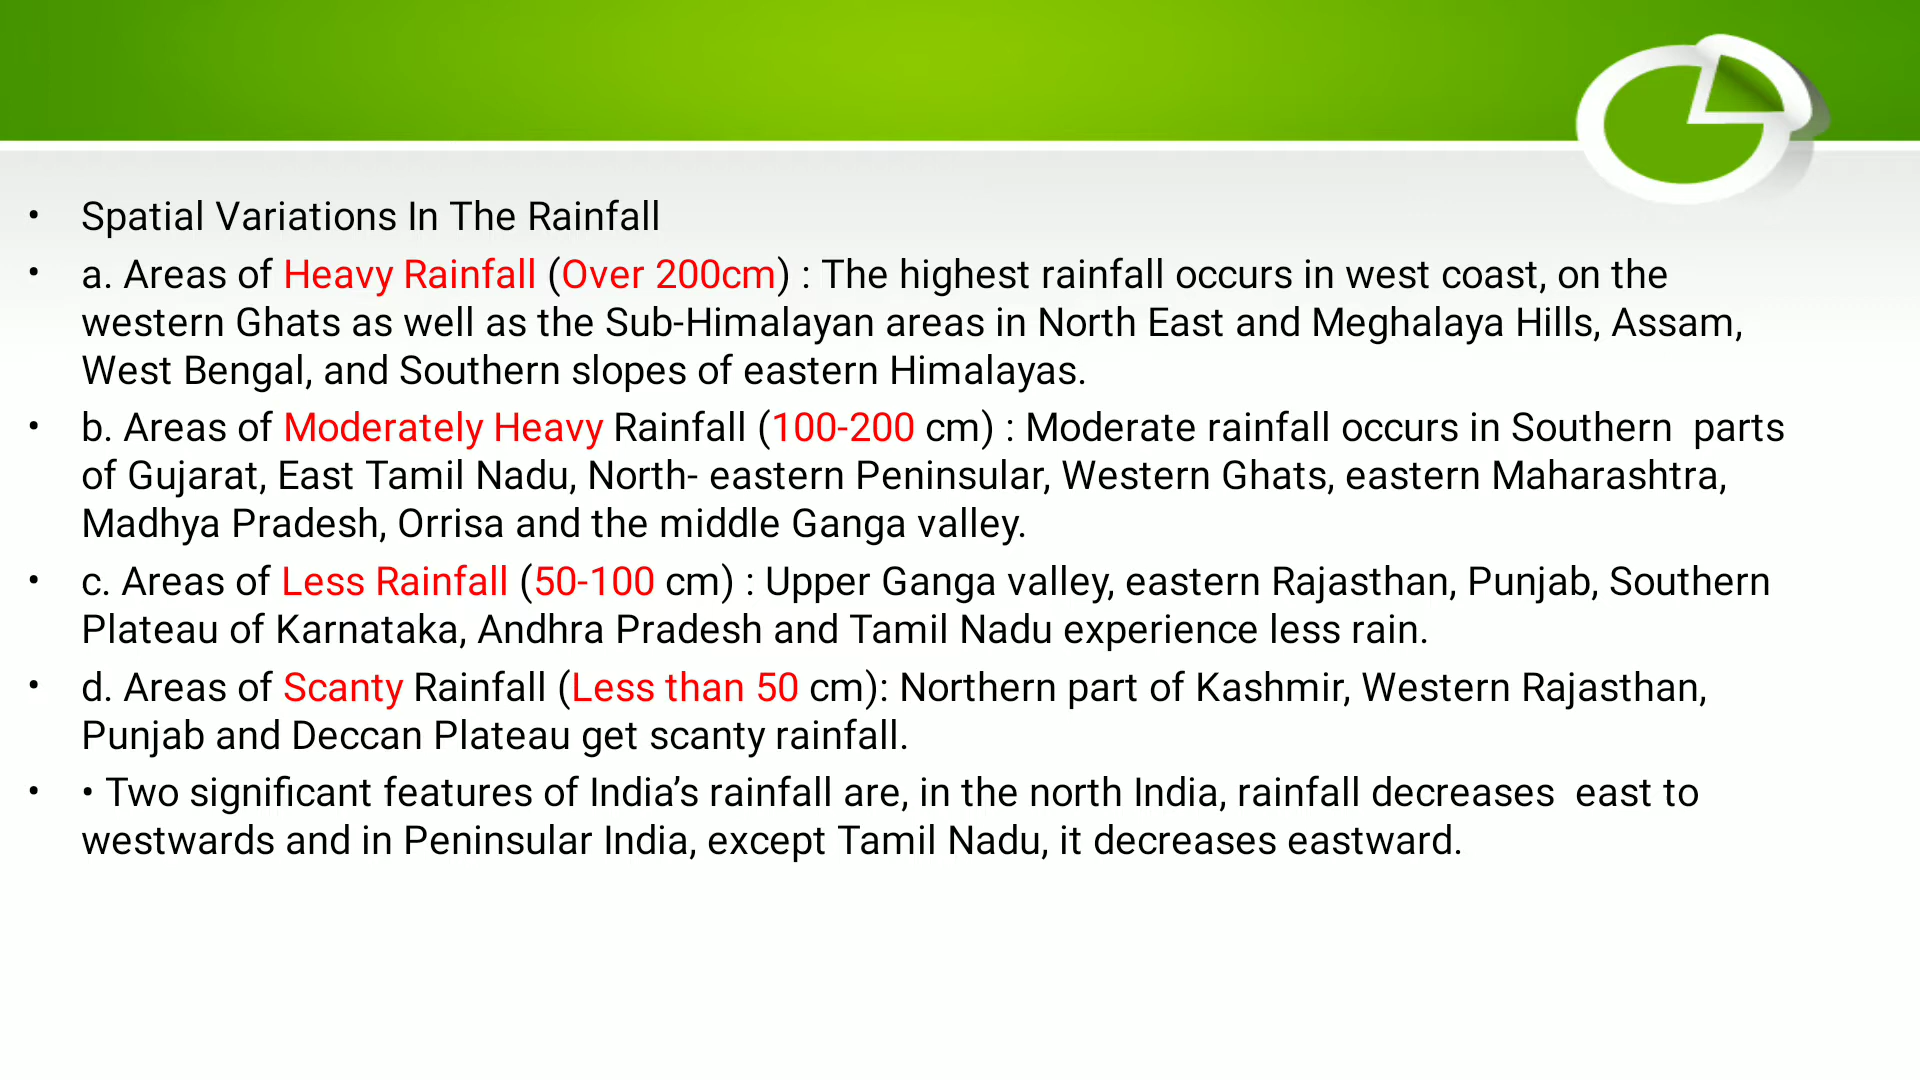 • Spatial Variations In The Rainfall
• a. Areas of Heavy Rainfall (Over 200cm) : The highest rainfall occurs in west coast, on the
western Ghats as well as the Sub-Himalayan areas in North East and Meghalaya Hills, Assam,
West Bengal, and Southern slopes of eastern Himalayas.
• b. Areas of Moderately Heavy Rainfall (100-200 cm) : Moderate rainfall occurs in Southern  parts
of Gujarat, East Tamil Nadu, North- eastern Peninsular, Western Ghats, eastern Maharashtra,
Madhya Pradesh, Orrisa and the middle Ganga valley.
• c. Areas of Less Rainfall (50-100 cm) : Upper Ganga valley, eastern Rajasthan, Punjab, Southern
Plateau of Karnataka, Andhra Pradesh and Tamil Nadu experience less rain.
• d. Areas of Scanty Rainfall (Less than 50 cm): Northern part of Kashmir, Western Rajasthan,
Punjab and Deccan Plateau get scanty rainfall.
• • Two significant features of India’s rainfall are, in the north India, rainfall decreases  east to
westwards and in Peninsular India, except Tamil Nadu, it decreases eastward.